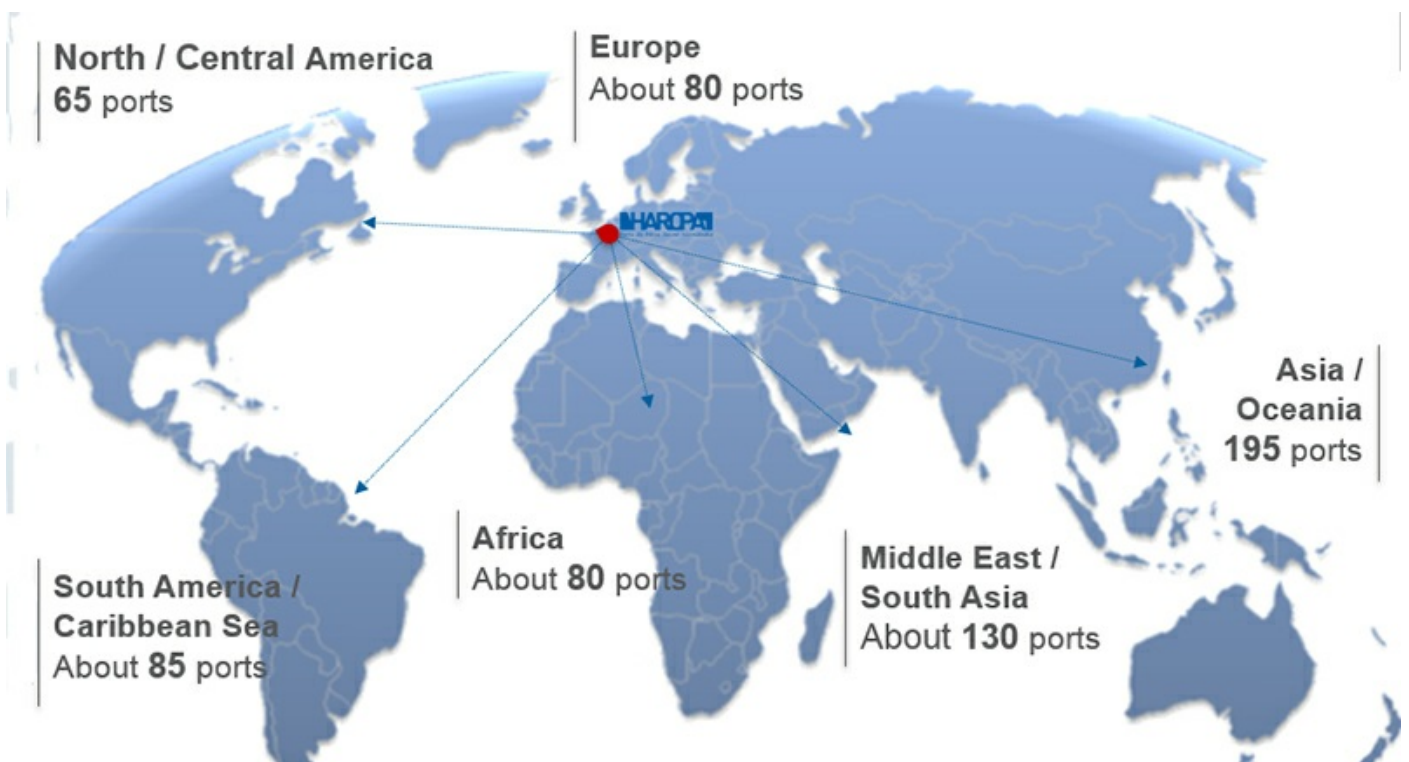 North / Central America
65 ports
Europe
About 80 ports
HAROPA
Asia /
Oceania
195 ports
Africa
About 80 ports
Middle East /
South Asia
About 130 ports
South America /
Caribbean Sea
About 85 ports